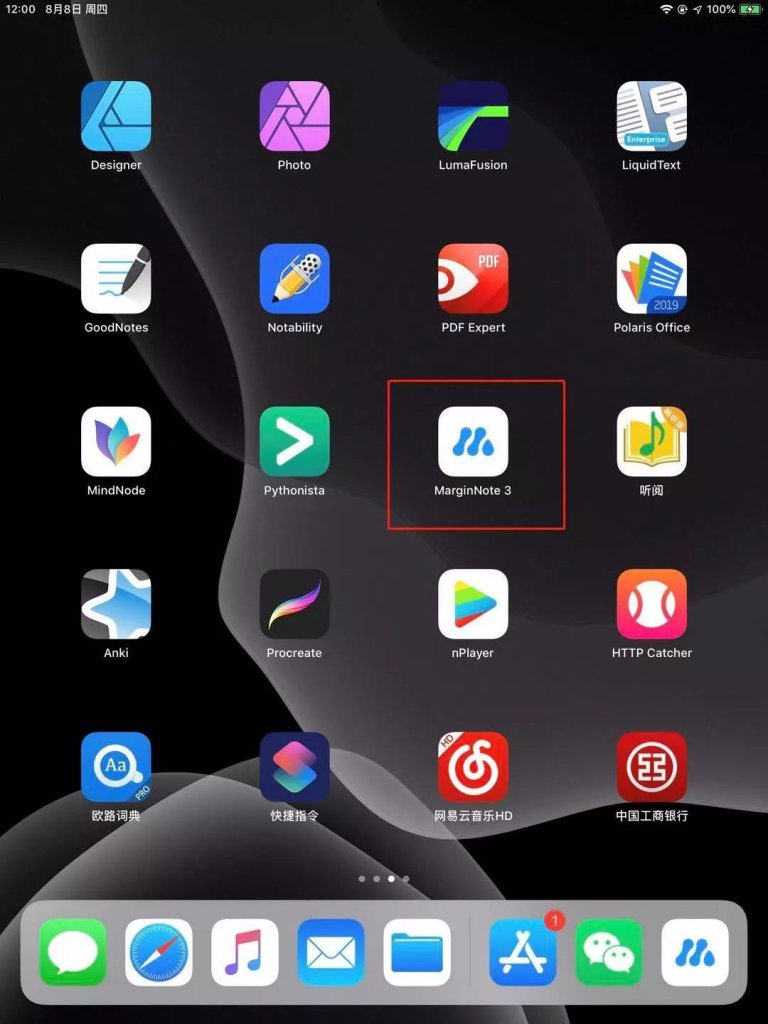 12:00 8月8日 周四
100%
Enterprise
Designer
Photo
LumaFusion
LiquidText
PDF
2019
GoodNotes
Notability
PDF Expert
Polaris Office
MindNode
Pythonista
MarginNote 3
听阅
Anki
Procreate
nPlayer
HTTP Catcher
Aa
PRO
HD
欧路词典
快捷指令
网易云音乐HD
中国工商银行
1